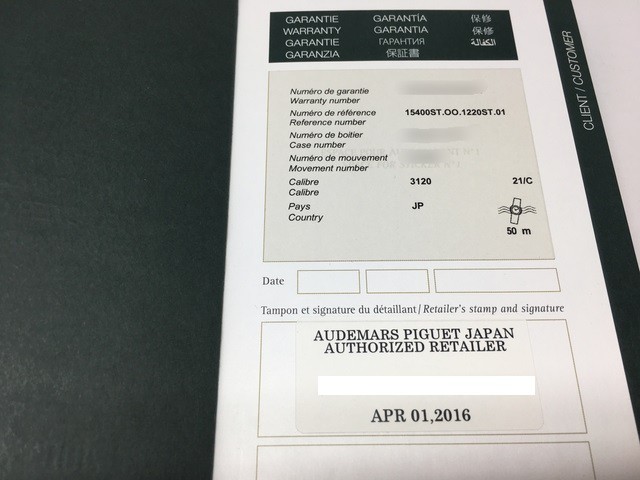 GARANTIE GARANTÍA 保修
WARRANTY GARANTIA 保修
GARANTIE ГАРАНТИЯ الكفالة
GARANZIA 保証書
CLIENT / CUSTOMER
Numéro de garantie
Warranty number
Numéro de référence 15400ST.OO.1220ST.01
Reference number
Numéro de boitier
Case number
Numéro de mouvement
Movement number
Calibre 3120 21/C
Calibre
Pays JP
Country
50 m
Date
Tampon et signature du détaillant / Retailer's stamp and signature
AUDEMARS PIGUET JAPAN
AUTHORIZED RETAILER
APR 01,2016